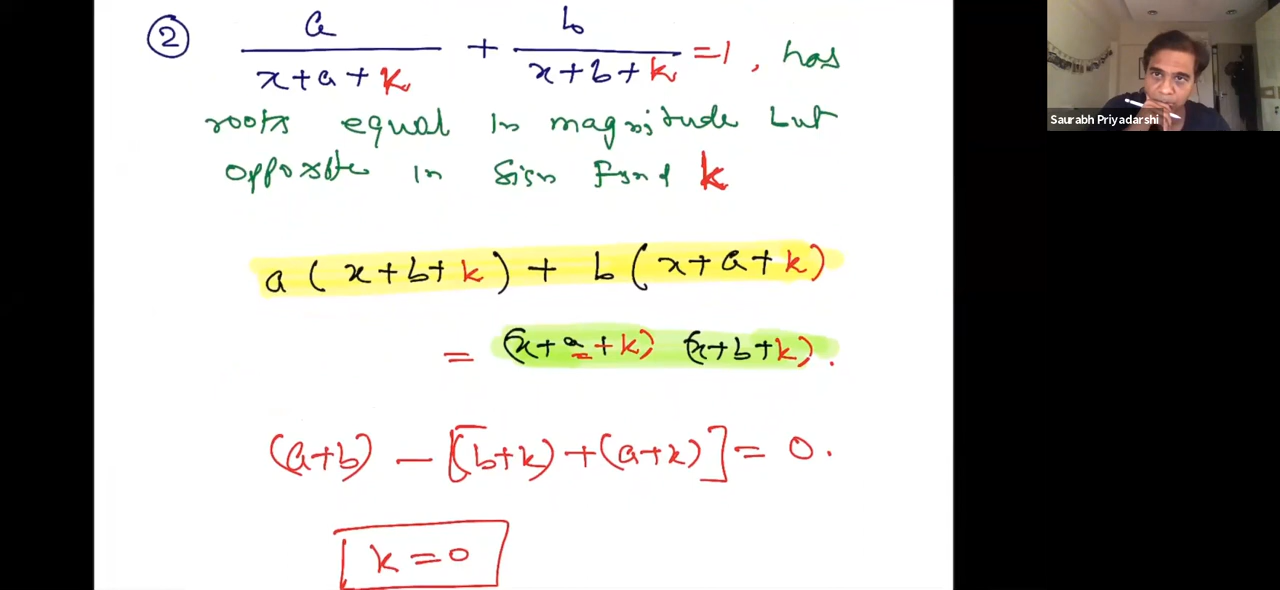 ② a/(x+a+k) + b/(x+b+k) =1, has
roots equal in magnitude but
opposite in sign Find k
a(x+b+k) + b(x+a+k)
= (x+a+k) (x+b+k).
(a+b) - [(b+k)+(a+k)] = 0.
k=0
Saurabh Priyadarshi